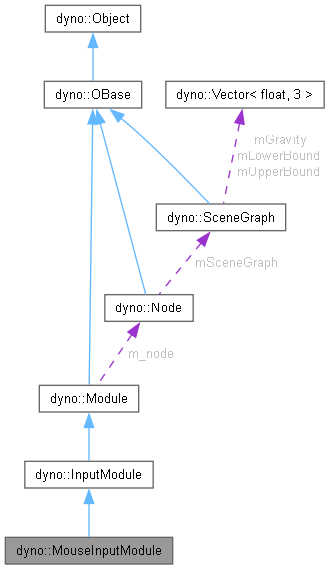 dyno::Object
dyno::OBase
dyno::Vector< float, 3 >
mGravity
mLowerBound
mUpperBound
dyno::SceneGraph
mSceneGraph
dyno::Node
m_node
dyno::Module
dyno::InputModule
dyno::MouseInputModule